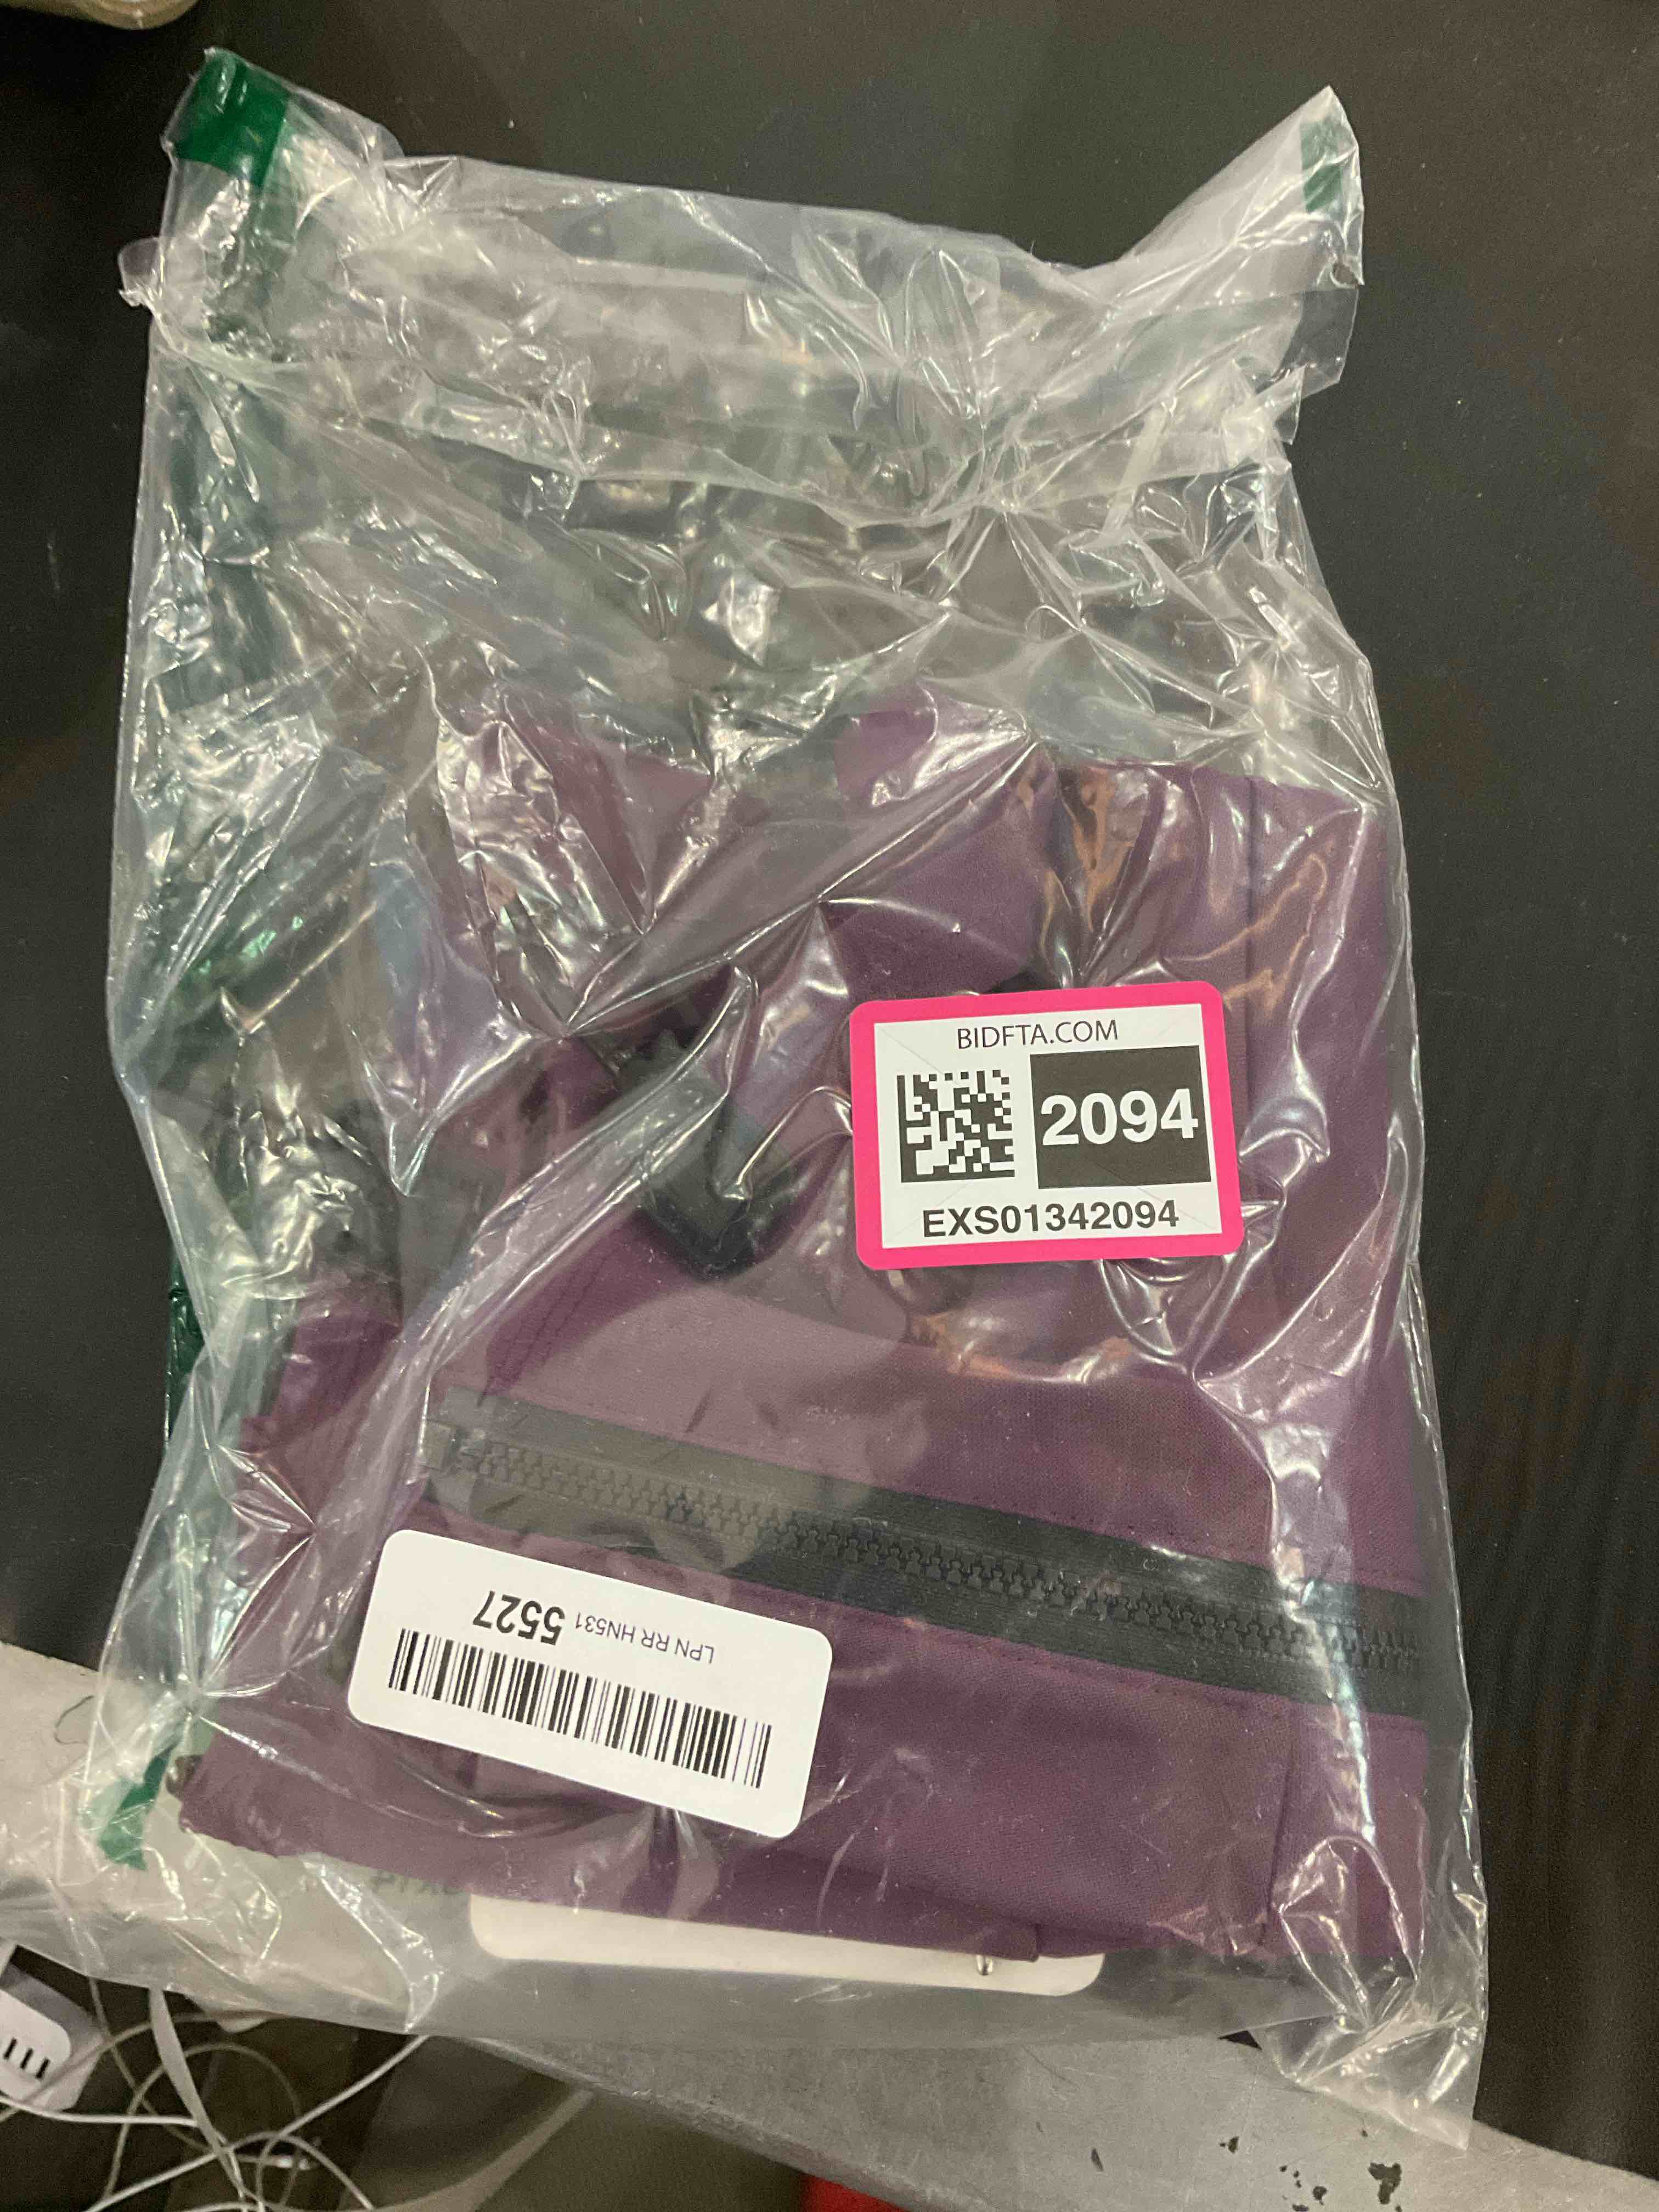 BIDFTA.COM
2094
EXS01342094
LPN RR HN531 5527